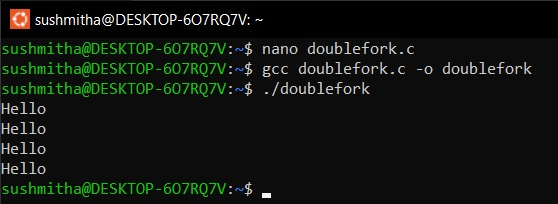 sushmitha@DESKTOP-6O7RQ7V: ~
sushmitha@DESKTOP-6O7RQ7V:~$ nano doublefork.c
sushmitha@DESKTOP-6O7RQ7V:~$ gcc doublefork.c -o doublefork
sushmitha@DESKTOP-6O7RQ7V:~$ ./doublefork
Hello
Hello
Hello
Hello
sushmitha@DESKTOP-6O7RQ7V:~$